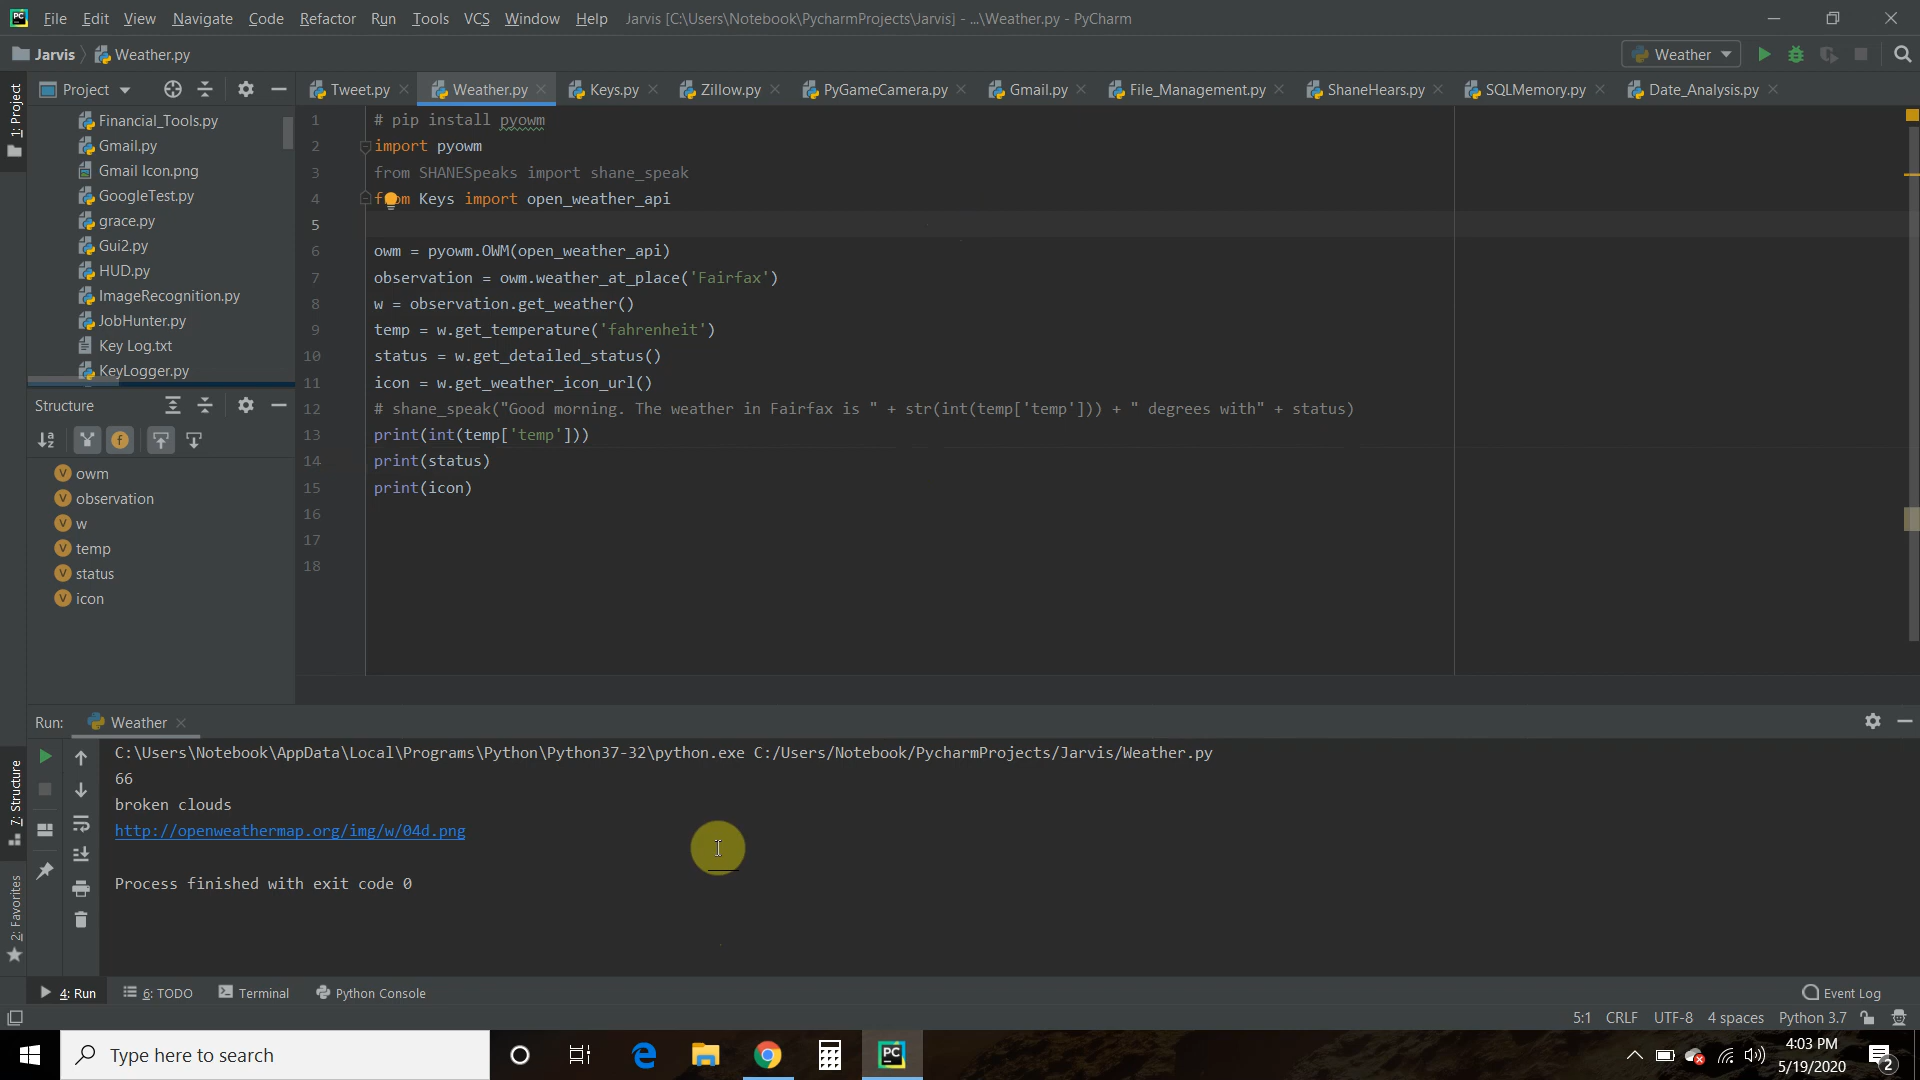 File Edit View Navigate Code Refactor Run Tools VCS Window Help Jarvis [C:\Users\Notebook\PycharmProjects\Jarvis] - ...\Weather.py - PyCharm
Jarvis Weather.py Weather
Project Tweet.py Weather.py Keys.py Zillow.py PyGameCamera.py Gmail.py File_Management.py ShaneHears.py SQLMemory.py Date_Analysis.py
1: Project
Financial_Tools.py
Gmail.py
Gmail Icon.png
GoogleTest.py
grace.py
Gui2.py
HUD.py
ImageRecognition.py
JobHunter.py
Key Log.txt
KeyLogger.py
1 # pip install pyowm
2 import pyowm
3 from SHANESpeaks import shane_speak
4 from Keys import open_weather_api
5
6 owm = pyowm.OWM(open_weather_api)
7 observation = owm.weather_at_place('Fairfax')
8 w = observation.get_weather()
9 temp = w.get_temperature('fahrenheit')
10 status = w.get_detailed_status()
11 icon = w.get_weather_icon_url()
12 # shane_speak("Good morning. The weather in Fairfax is " + str(int(temp['temp'])) + " degrees with" + status)
13 print(int(temp['temp']))
14 print(status)
15 print(icon)
16
17
18
Structure
owm
observation
w
temp
status
icon
Run: Weather
C:\Users\Notebook\AppData\Local\Programs\Python\Python37-32\python.exe C:/Users/Notebook/PycharmProjects/Jarvis/Weather.py
66
broken clouds
http://openweathermap.org/img/w/04d.png
Process finished with exit code 0
7: Structure
2: Favorites
4: Run 6: TODO Terminal Python Console Event Log
5:1 CRLF UTF-8 4 spaces Python 3.7
Type here to search
4:03 PM
5/19/2020
2